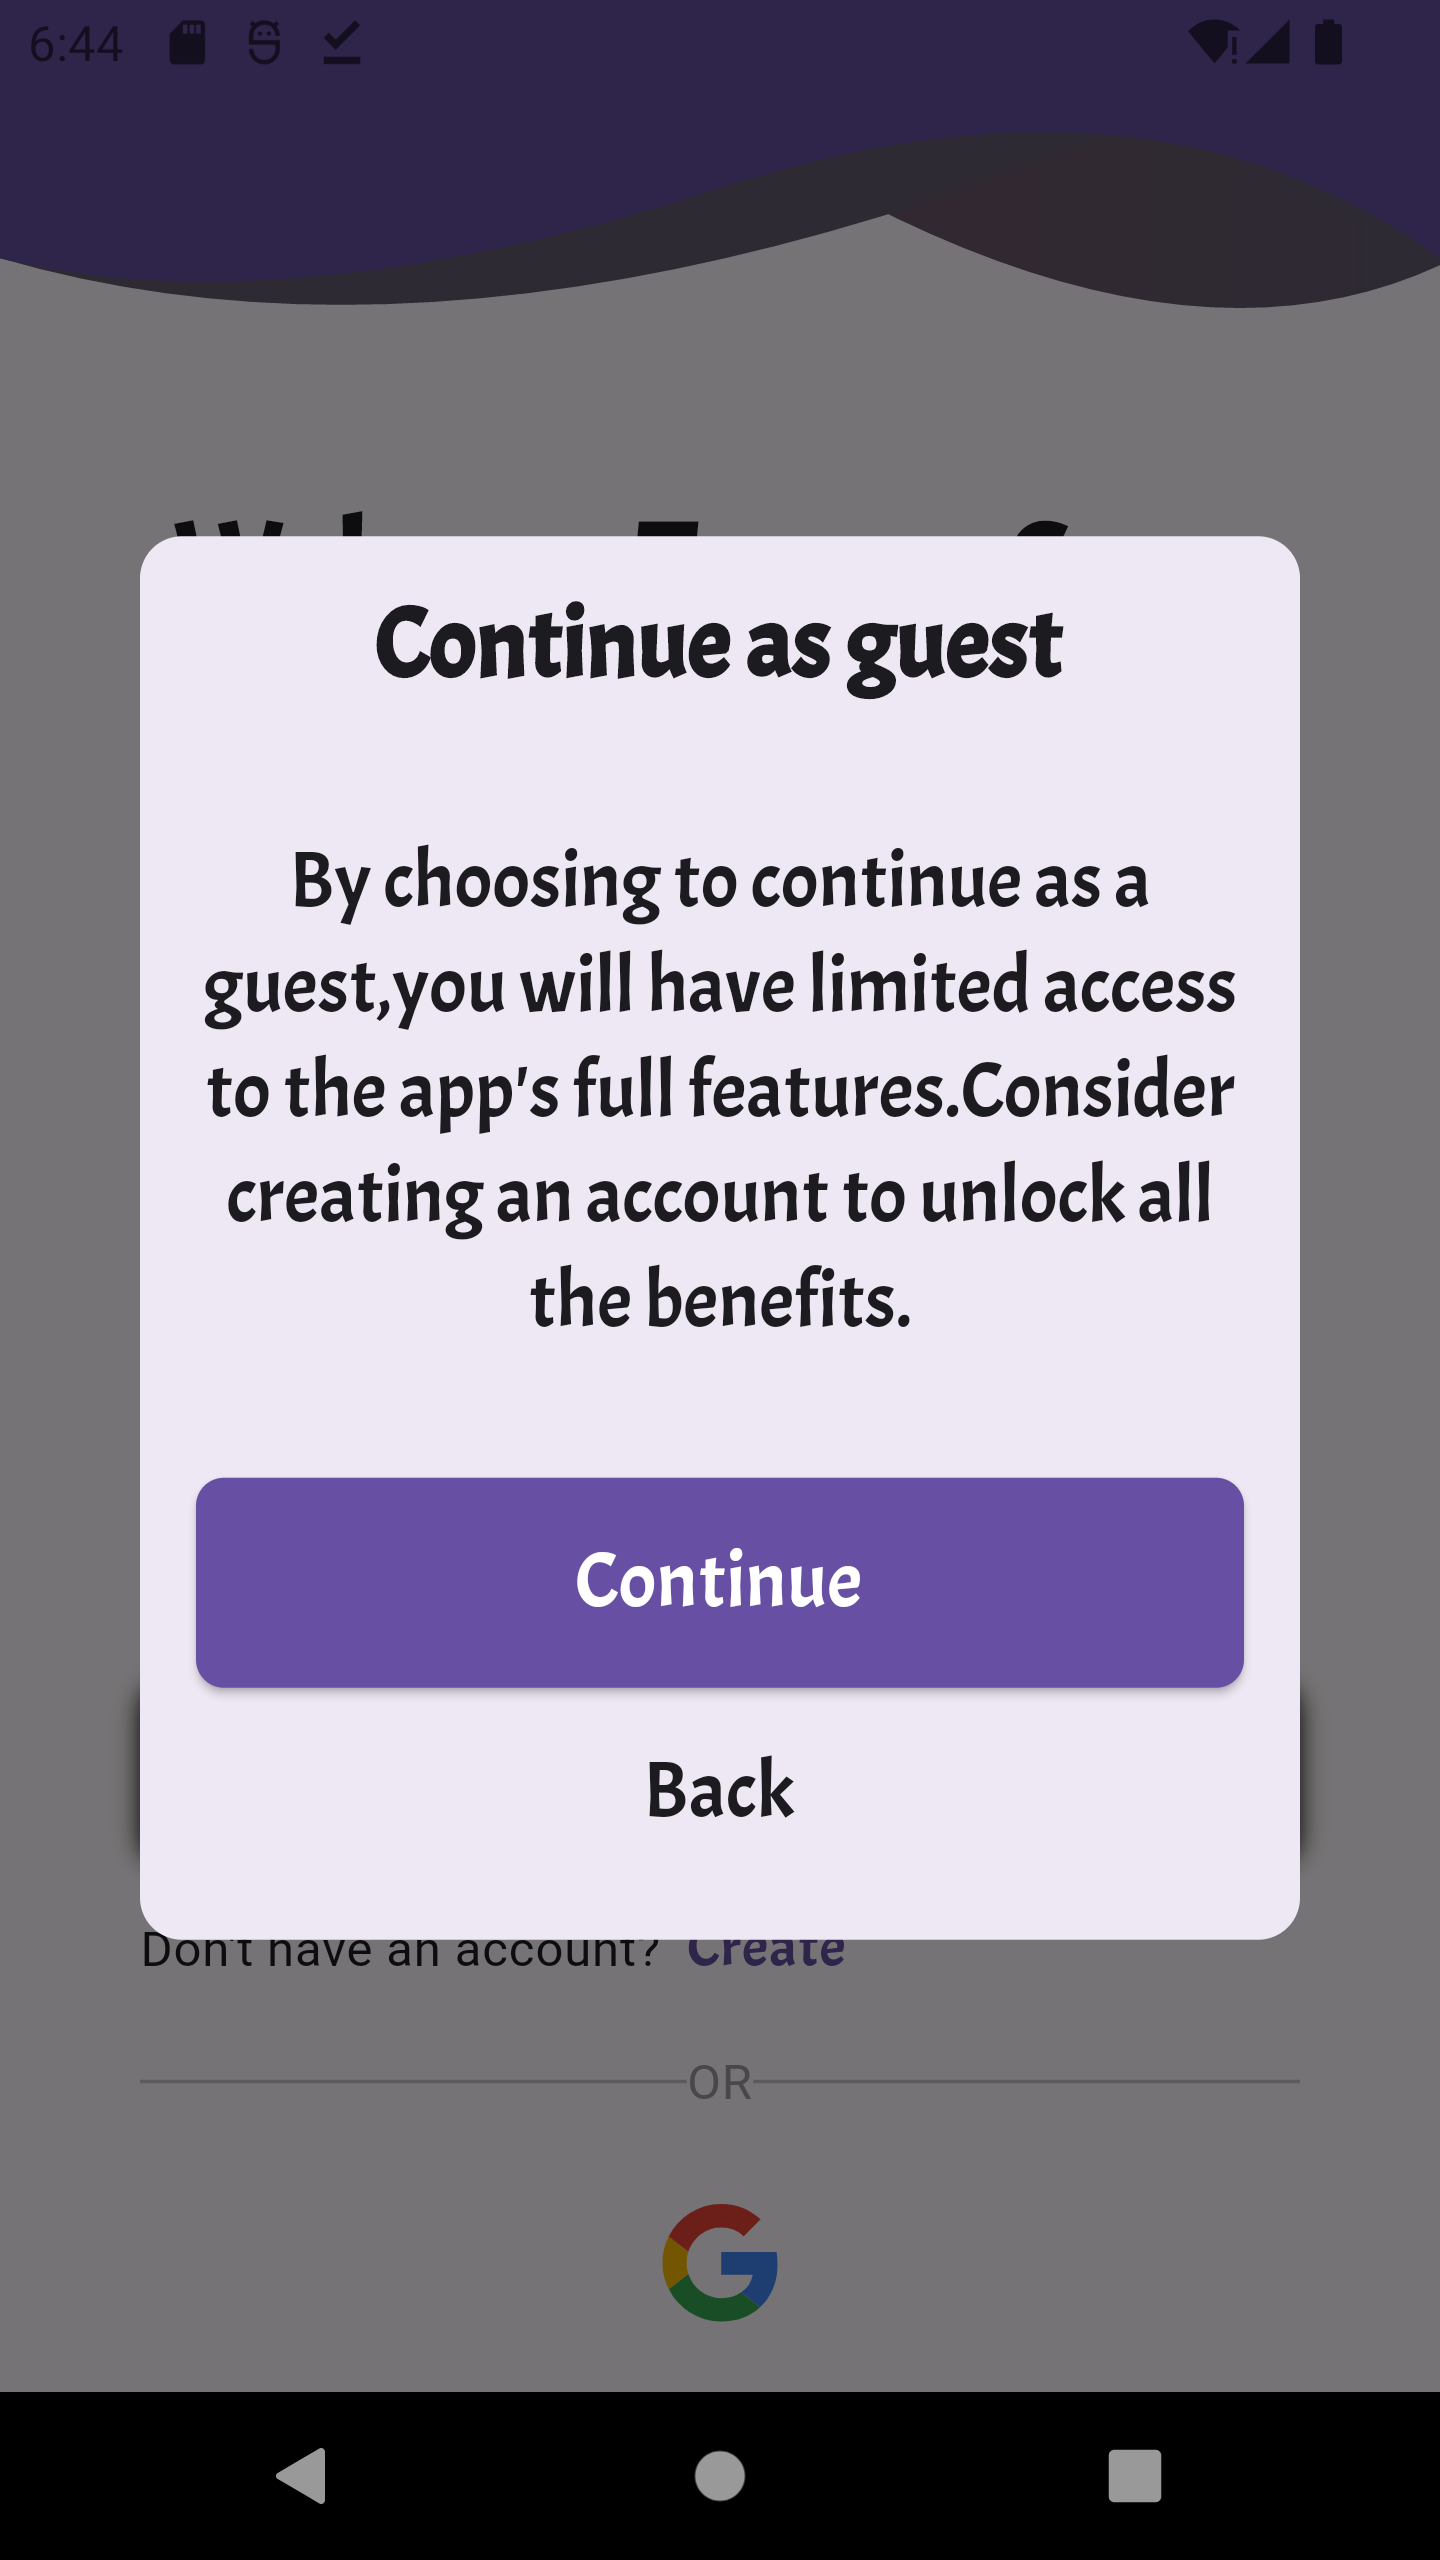 6:44
Continue as guest
By choosing to continue as a
guest,you will have limited access
to the app's full features.Consider
creating an account to unlock all
the benefits.
Continue
Back
Don't have an account? Create
OR